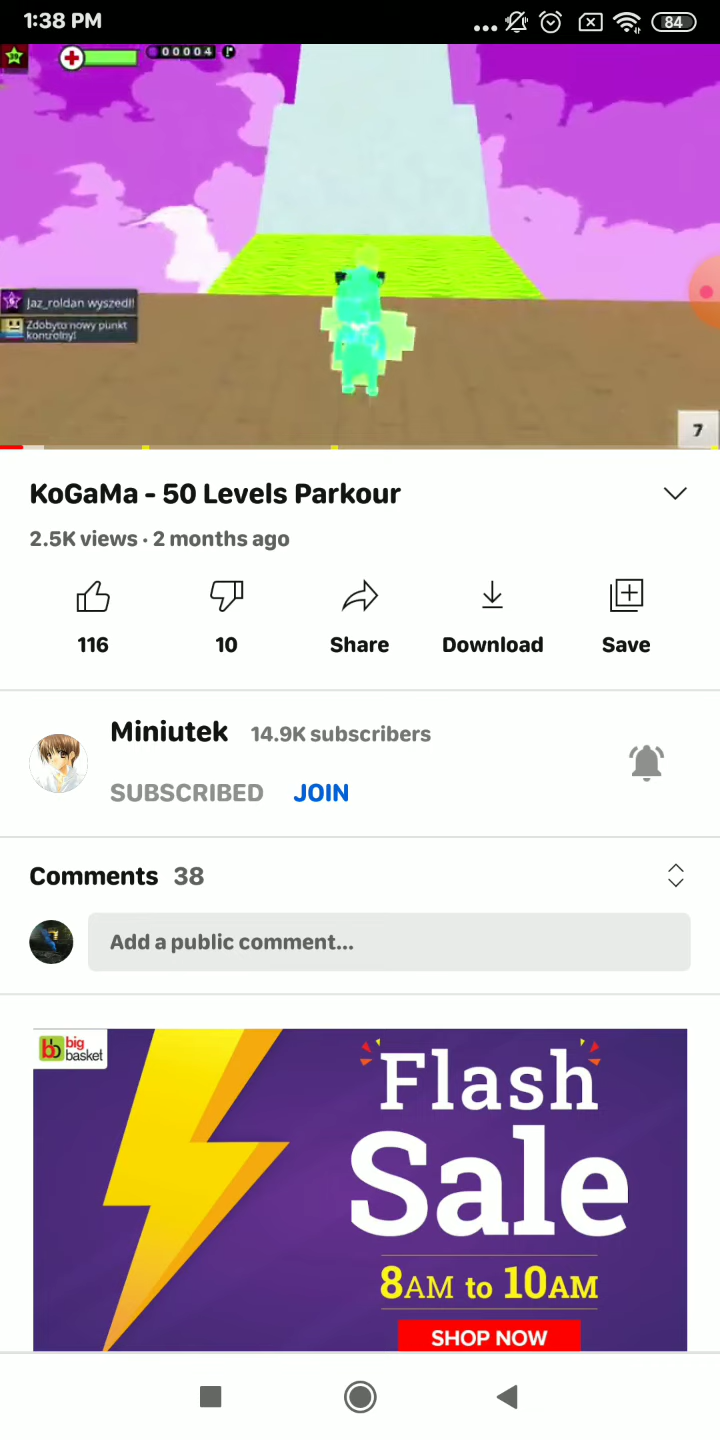 1:38 PM
84
00004
Jaz_roldan wyszedł!
Zdobyto nowy punkt
kontrolny!
7
KoGaMa - 50 Levels Parkour
2.5K views · 2 months ago
116
10
Share
Download
Save
Miniutek 14.9K subscribers
SUBSCRIBED JOIN
Comments 38
Add a public comment...
bb big
basket
Flash
Sale
8AM to 10AM
SHOP NOW